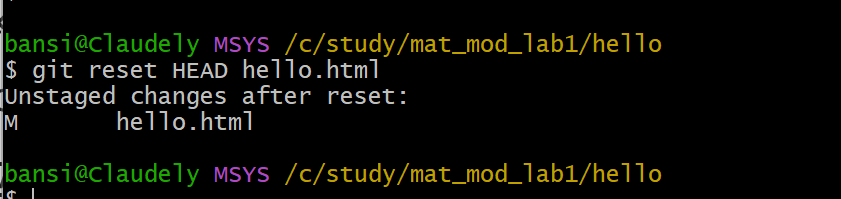 bansi@Claudely MSYS /c/study/mat_mod_lab1/hello
$ git reset HEAD hello.html
Unstaged changes after reset:
M       hello.html
bansi@Claudely MSYS /c/study/mat_mod_lab1/hello
$